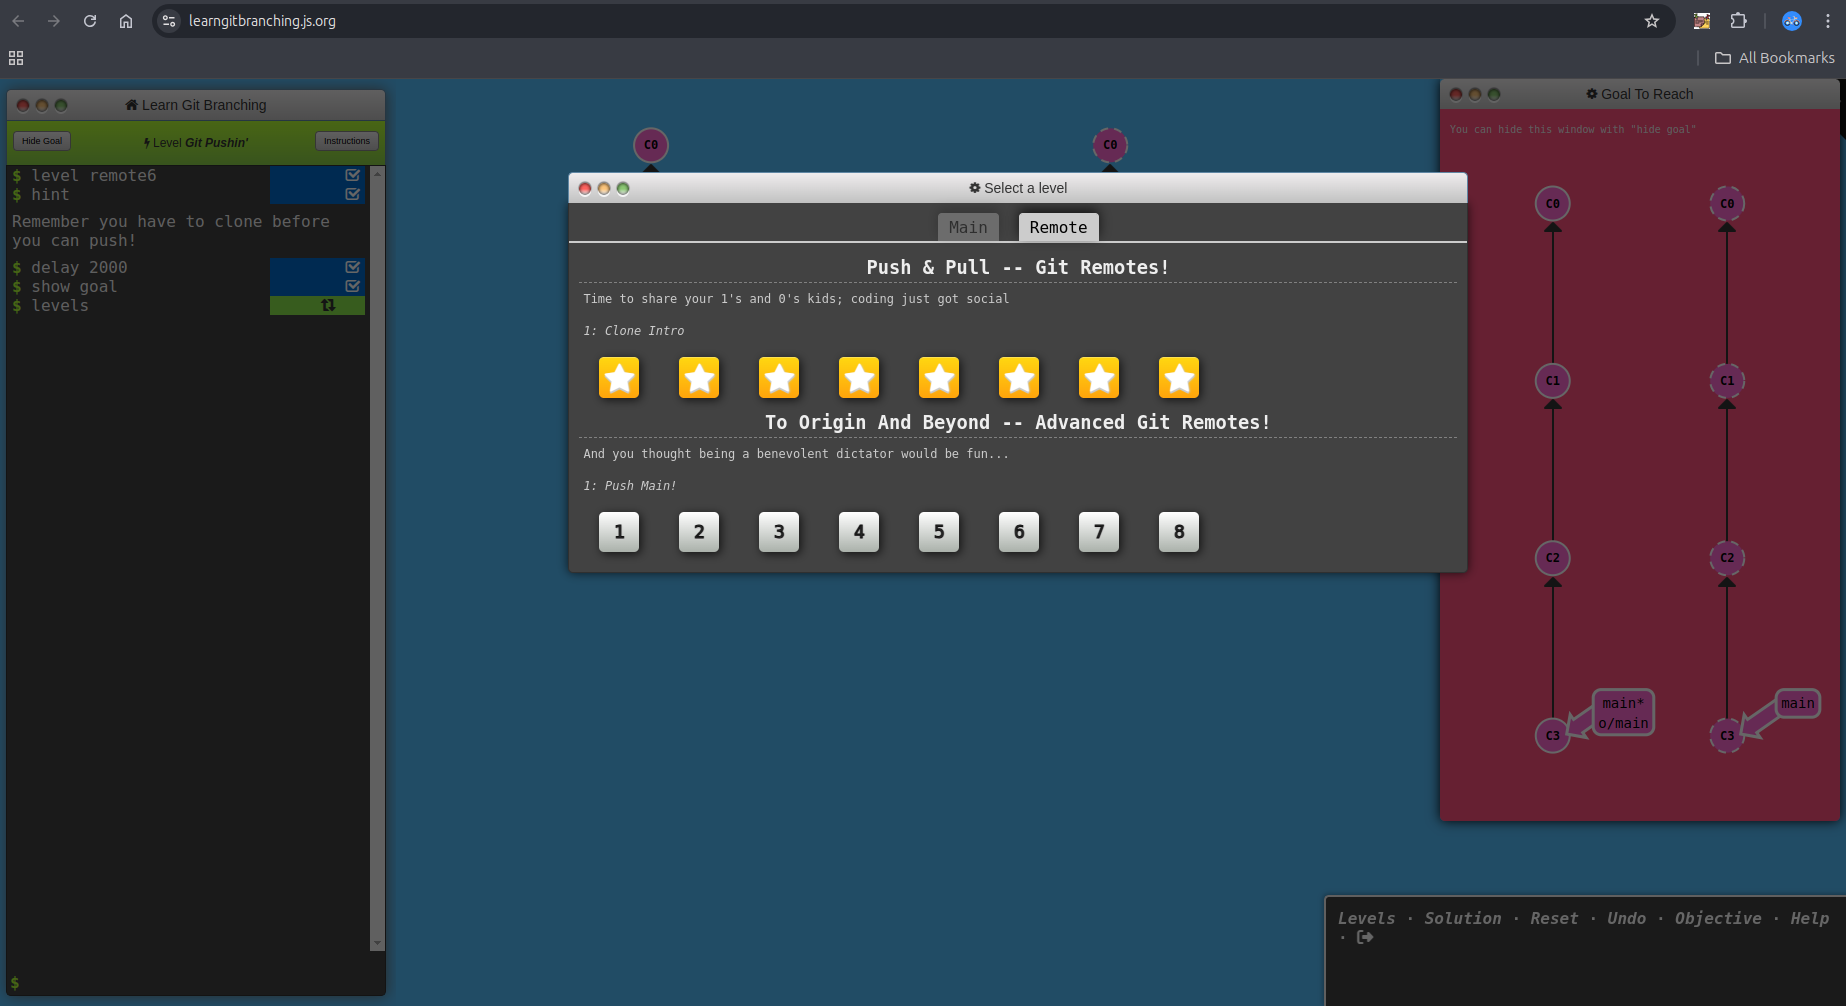 learngitbranching.js.org
All Bookmarks
Learn Git Branching
Hide Goal
Level Git Pushin'
Instructions
$ level remote6
$ hint
Remember you have to clone before
you can push!
$ delay 2000
$ show goal
$ levels
$
C0
C0
Select a level
Main
Remote
Push & Pull -- Git Remotes!
Time to share your 1's and 0's kids; coding just got social
1: Clone Intro
To Origin And Beyond -- Advanced Git Remotes!
And you thought being a benevolent dictator would be fun...
1: Push Main!
1 2 3 4 5 6 7 8
Goal To Reach
You can hide this window with "hide goal"
C0 C0
C1 C1
C2 C2
main*
o/main
main
C3 C3
Levels · Solution · Reset · Undo · Objective · Help
·